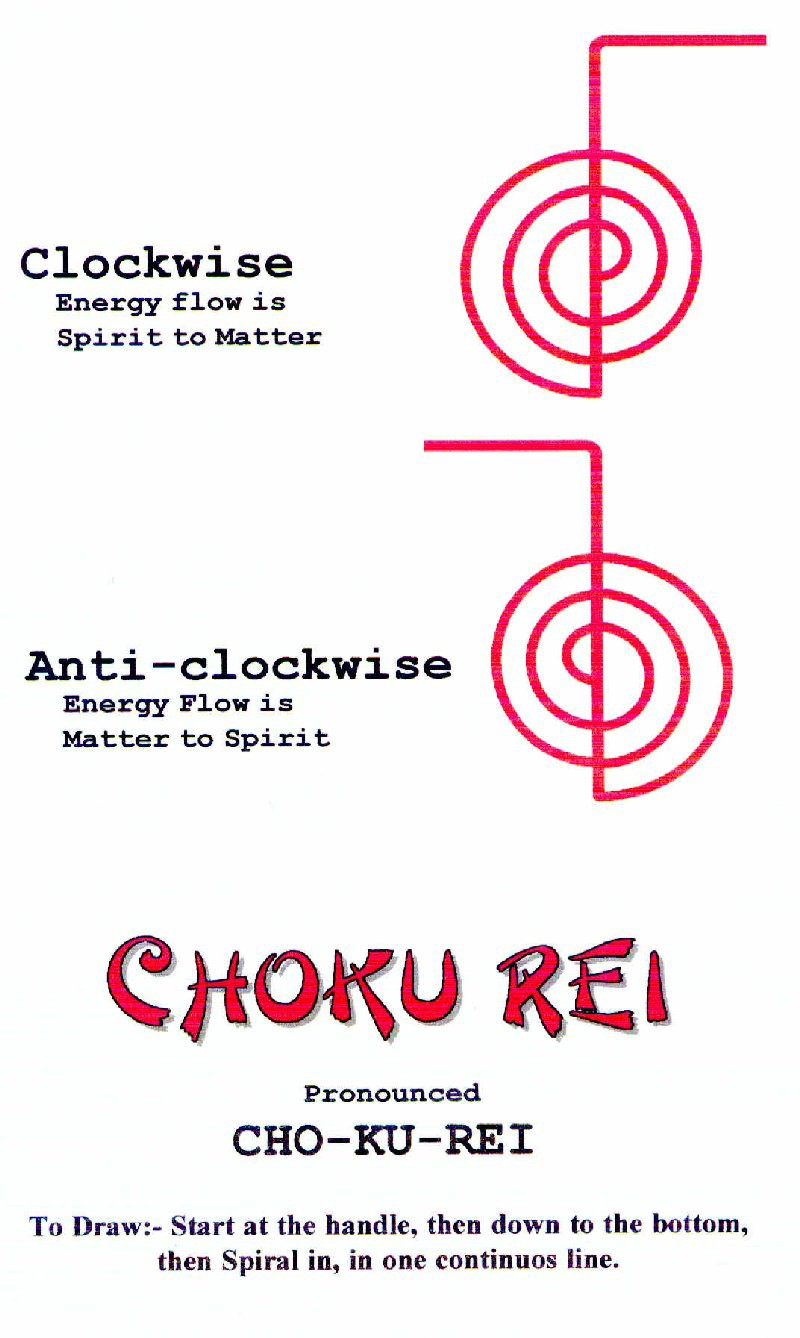 Clockwise
Energy flow is
Spirit to Matter
Anti-clockwise
Energy Flow is
Matter to Spirit
CHOKU REI
Pronounced
CHO-KU-REI
To Draw:- Start at the handle, then down to the bottom,
then Spiral in, in one continuos line.